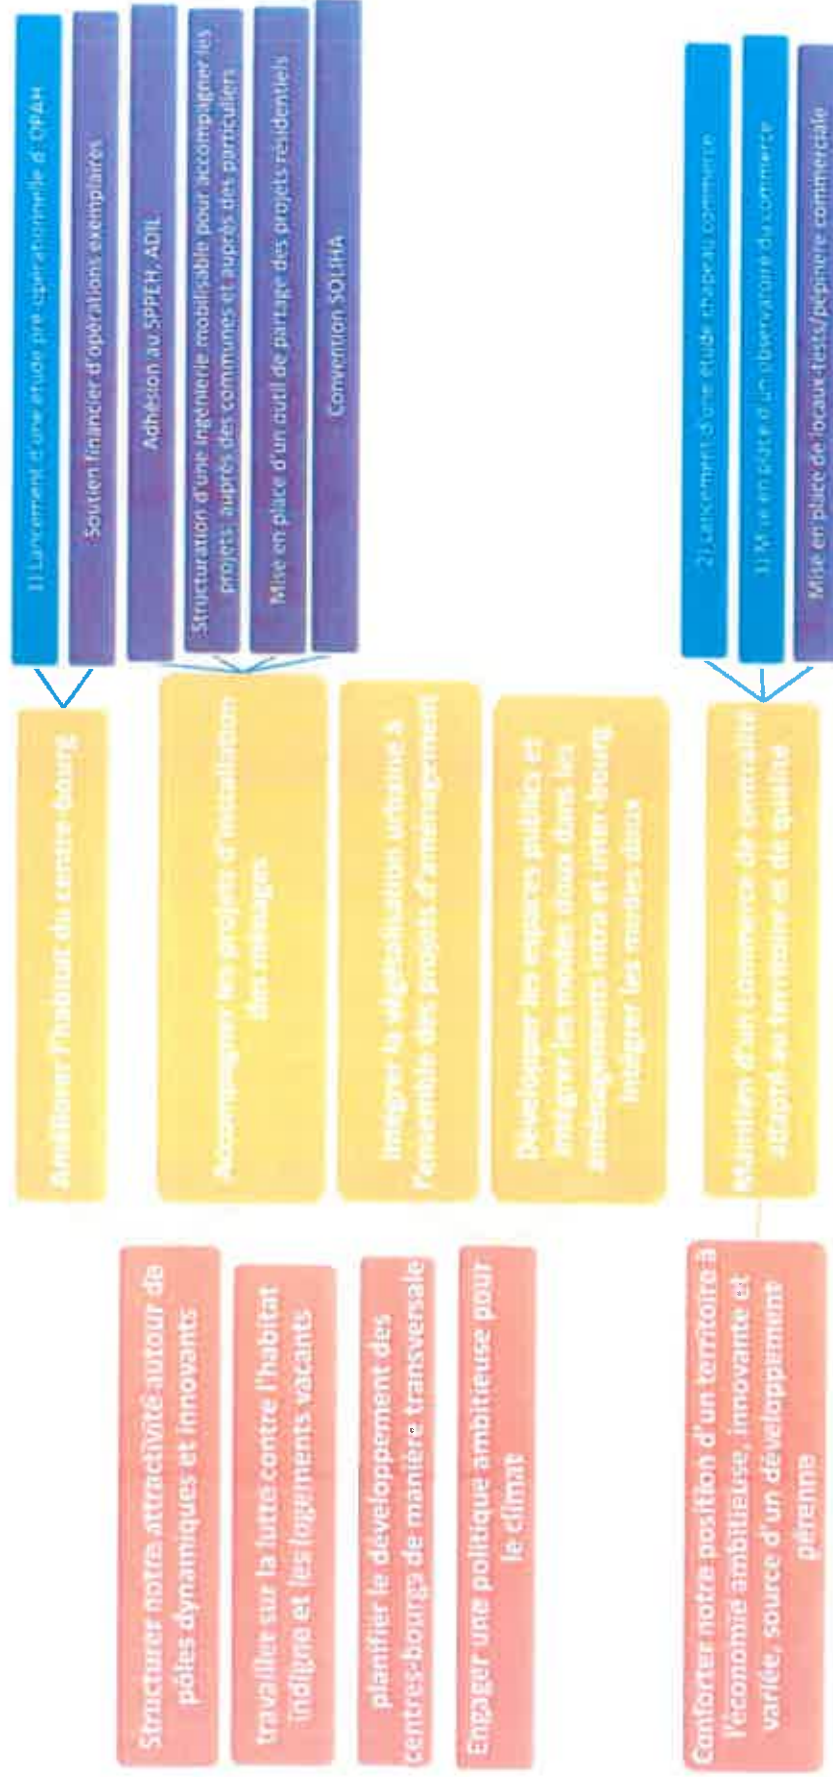 Structurer notre attractivité autour de
pôles dynamiques et innovants
travailler sur la lutte contre l'habitat
indigne et les logements vacants
planifier le développement des
centres-bourgs de manière transversale
Engager une politique ambitieuse pour
le climat
Conforter notre position d'un territoire à
l'économie ambitieuse, innovante et
variée, source d'un développement
pérenne
Améliorer l'habitat du centre-bourg
Accompagner les projets d'installation
des ménages
Intégrer la végétalisation urbaine à
l'ensemble des projets d'aménagement
Développer les espaces publics et
intégrer les modes doux dans les
aménagements intra et inter-bourg
Intégrer les modes doux
Maintien d'un commerce de centralité
adapté au territoire et de qualité
1) Lancement d'une étude pré-opérationnelle d'OPAH
Soutien financier d'opérations exemplaires
Adhésion au SPPEH, ADIL
Structuration d'une ingénierie mobilisable pour accompagner les
projets, auprès des communes et auprès des particuliers
Mise en place d'un outil de partage des projets résidentiels
Convention SOLIHA
2) Lancement d'une étude chapeau commerce
3) Mise en place d'un observatoire du commerce
Mise en place de locaux-tests/pépinière commerciale